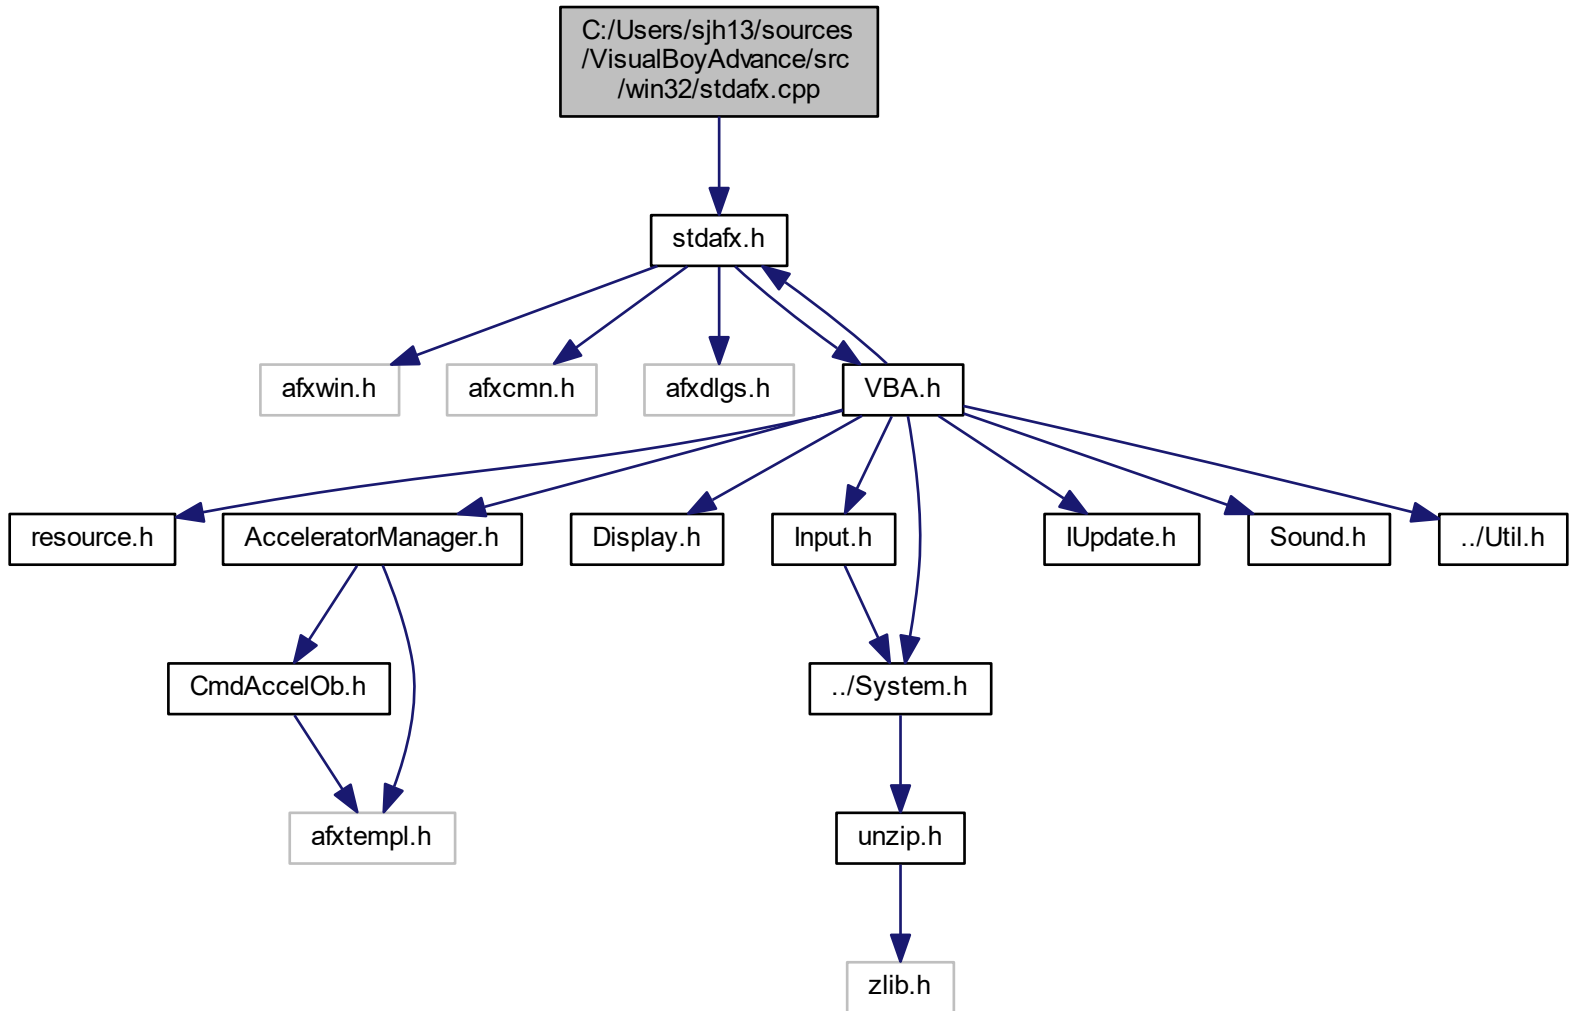 C:/Users/sjh13/sources
/VisualBoyAdvance/src
/win32/stdafx.cpp
stdafx.h
afxwin.h
afxcmn.h
afxdlgs.h
VBA.h
resource.h
AcceleratorManager.h
Display.h
Input.h
IUpdate.h
Sound.h
../Util.h
CmdAccelOb.h
../System.h
afxtempl.h
unzip.h
zlib.h